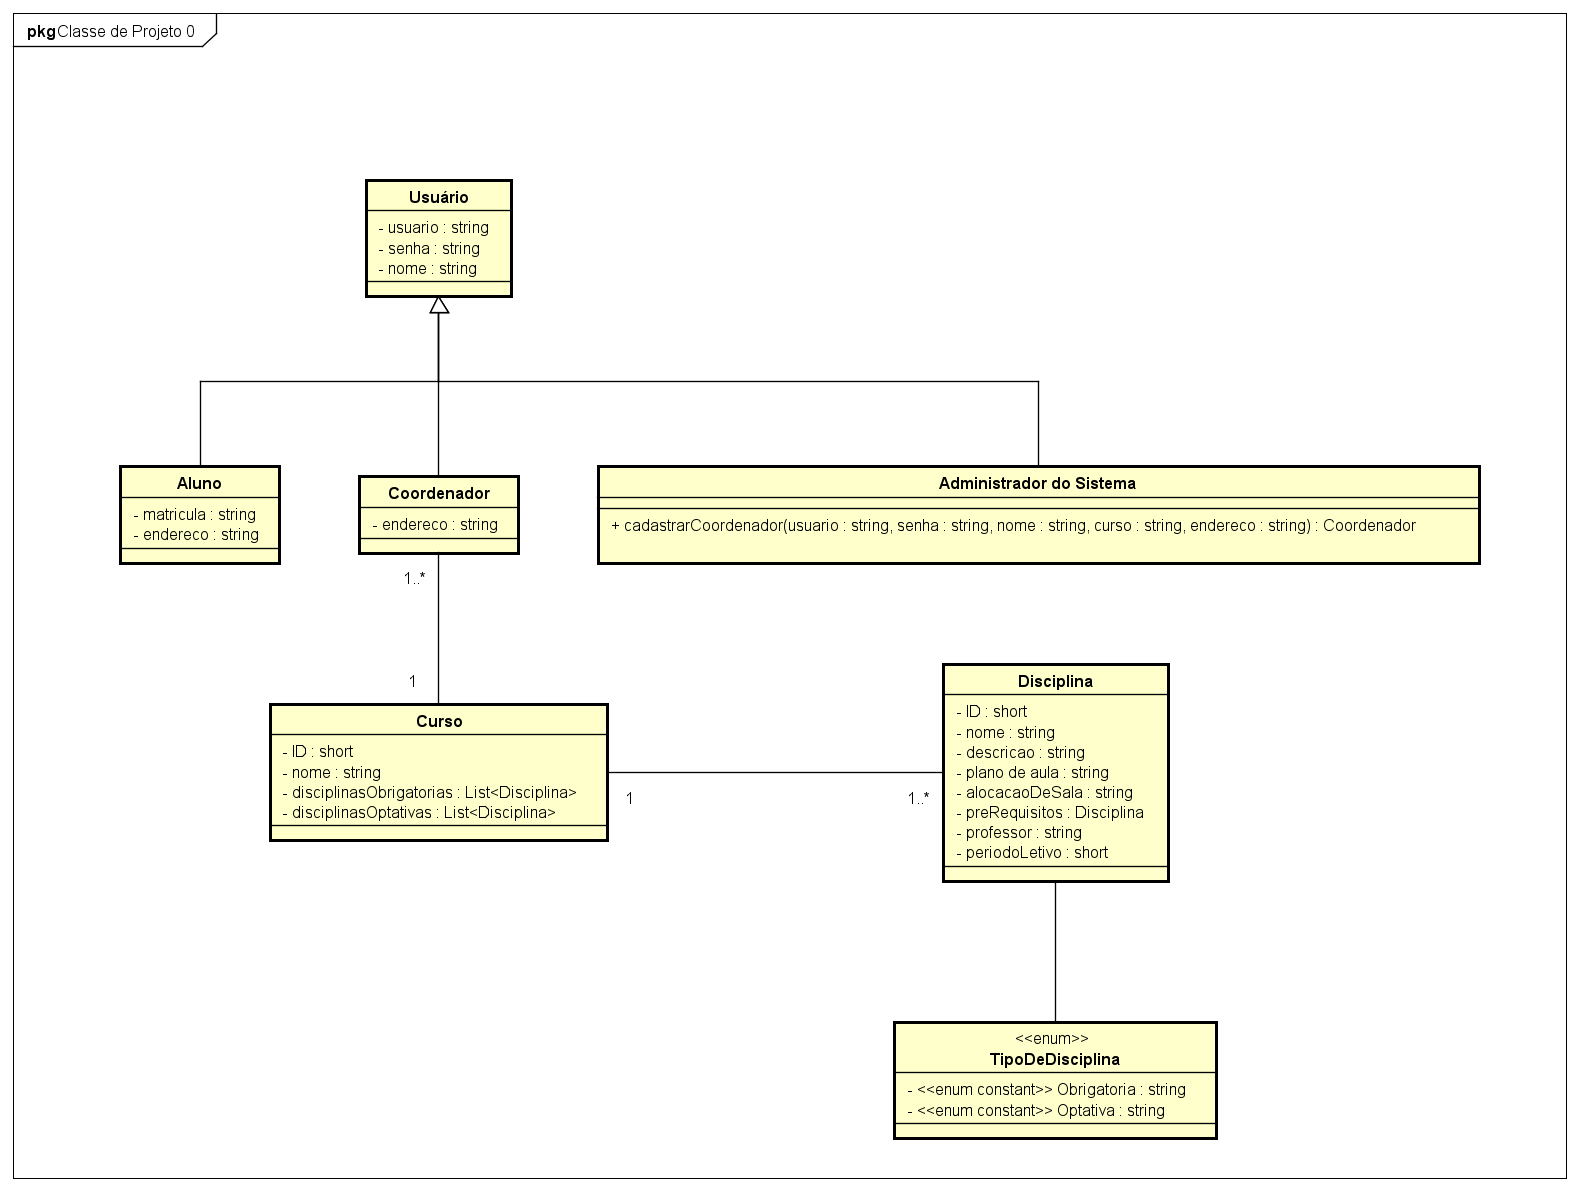 pkg Classe de Projeto 0
Usuário
- usuario : string
- senha : string
- nome : string
Aluno
- matricula : string
- endereco : string
Coordenador
- endereco : string
Administrador do Sistema
+ cadastrarCoordenador(usuario : string, senha : string, nome : string, curso : string, endereco : string) : Coordenador
1..*
1
Curso
- ID : short
- nome : string
- disciplinasObrigatorias : List<Disciplina>
- disciplinasOptativas : List<Disciplina>
1
1..*
Disciplina
- ID : short
- nome : string
- descricao : string
- plano de aula : string
- alocacaoDeSala : string
- preRequisitos : Disciplina
- professor : string
- periodoLetivo : short
<<enum>>
TipoDeDisciplina
- <<enum constant>> Obrigatoria : string
- <<enum constant>> Optativa : string